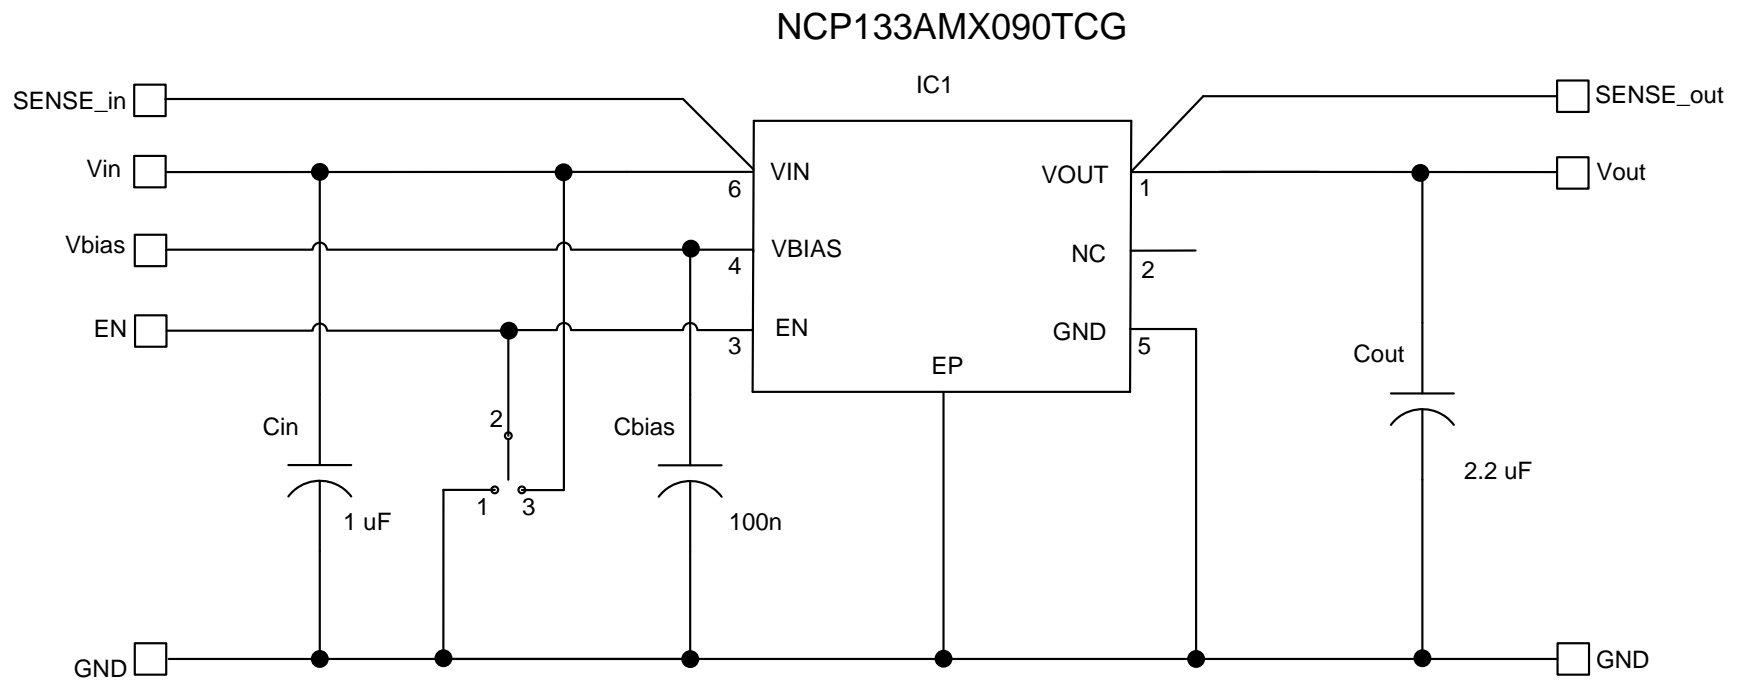 NCP133AMX090TCG
IC1
SENSE_in
SENSE_out
Vin
VIN
VOUT
Vout
6
1
Vbias
VBIAS
NC
4
2
EN
EN
GND
3
5
EP
Cout
2
Cin
Cbias
2.2 uF
1
3
1 uF
100n
GND
GND